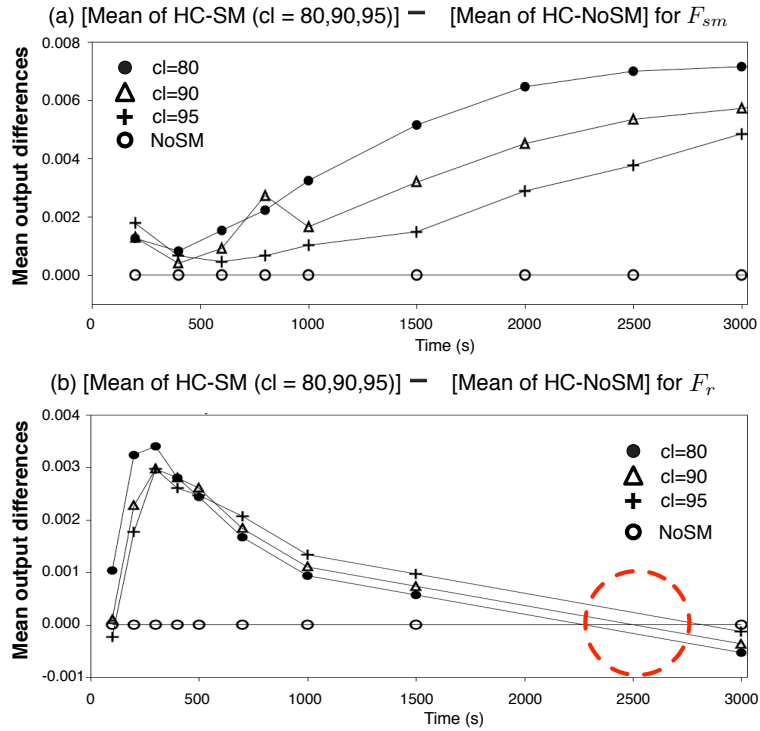 (a) [Mean of HC-SM (cl = 80,90,95)] − [Mean of HC-NoSM] for F_sm
0.008
0.006
0.004
0.002
0.000
Mean output differences
cl=80
cl=90
cl=95
NoSM
0 500 1000 1500 2000 2500 3000
Time (s)
(b) [Mean of HC-SM (cl = 80,90,95)] − [Mean of HC-NoSM] for F_r
0.004
0.003
0.002
0.001
0.000
-0.001
Mean output differences
cl=80
cl=90
cl=95
NoSM
0 500 1000 1500 2000 2500 3000
Time (s)